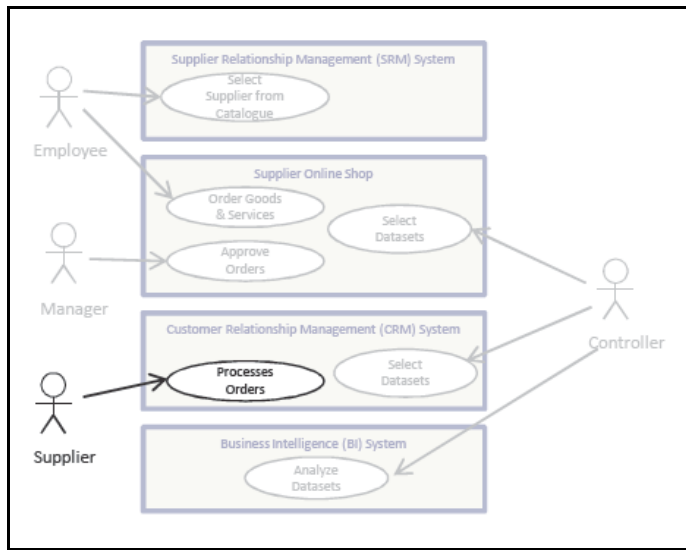 Supplier Relationship Management (SRM) System
Select
Supplier from
Catalogue
Employee
Supplier Online Shop
Order Goods
& Services
Select
Datasets
Approve
Orders
Manager
Customer Relationship Management (CRM) System
Controller
Processes
Orders
Select
Datasets
Supplier
Business Intelligence (BI) System
Analyze
Datasets